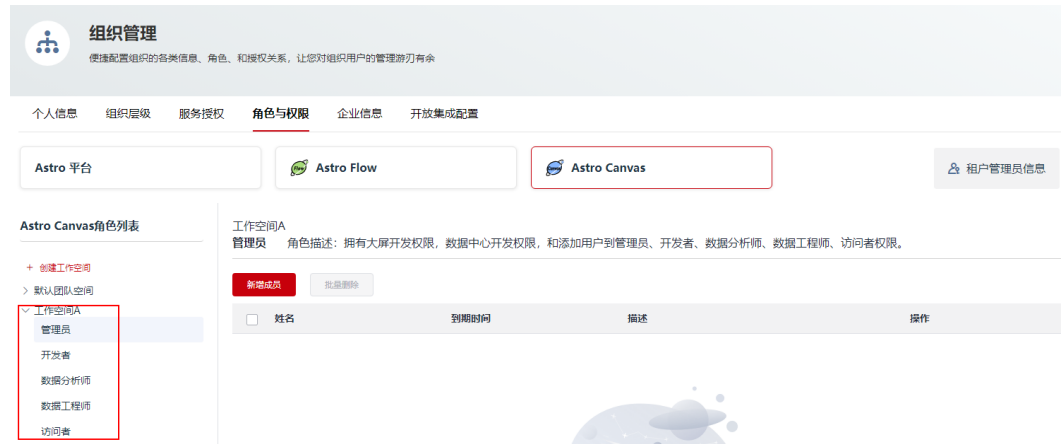 组织管理
便捷配置组织的各类信息、角色、和授权关系，让您对组织用户的管理游刃有余
个人信息 组织层级 服务授权 角色与权限 企业信息 开放集成配置
Astro 平台 Flow Astro Flow Canvas Astro Canvas 租户管理员信息
Astro Canvas角色列表
工作空间A
管理员 角色描述：拥有大屏开发权限，数据中心开发权限，和添加用户到管理员、开发者、数据分析师、数据工程师、访问者权限。
+ 创建工作空间
新增成员 批量删除
默认团队空间
工作空间A
姓名 到期时间 描述 操作
管理员
开发者
数据分析师
数据工程师
访问者